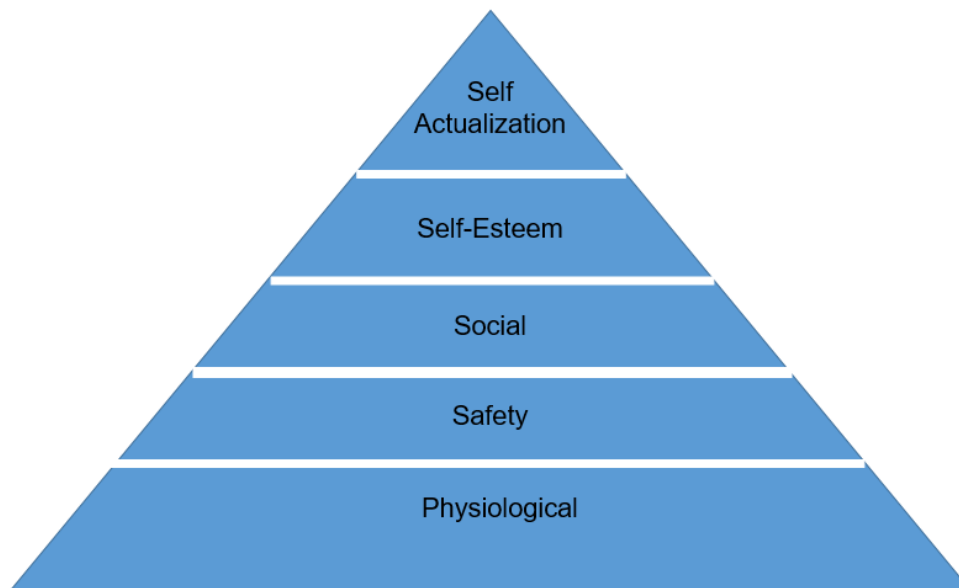 Self
Actualization
Self-Esteem
Social
Safety
Physiological